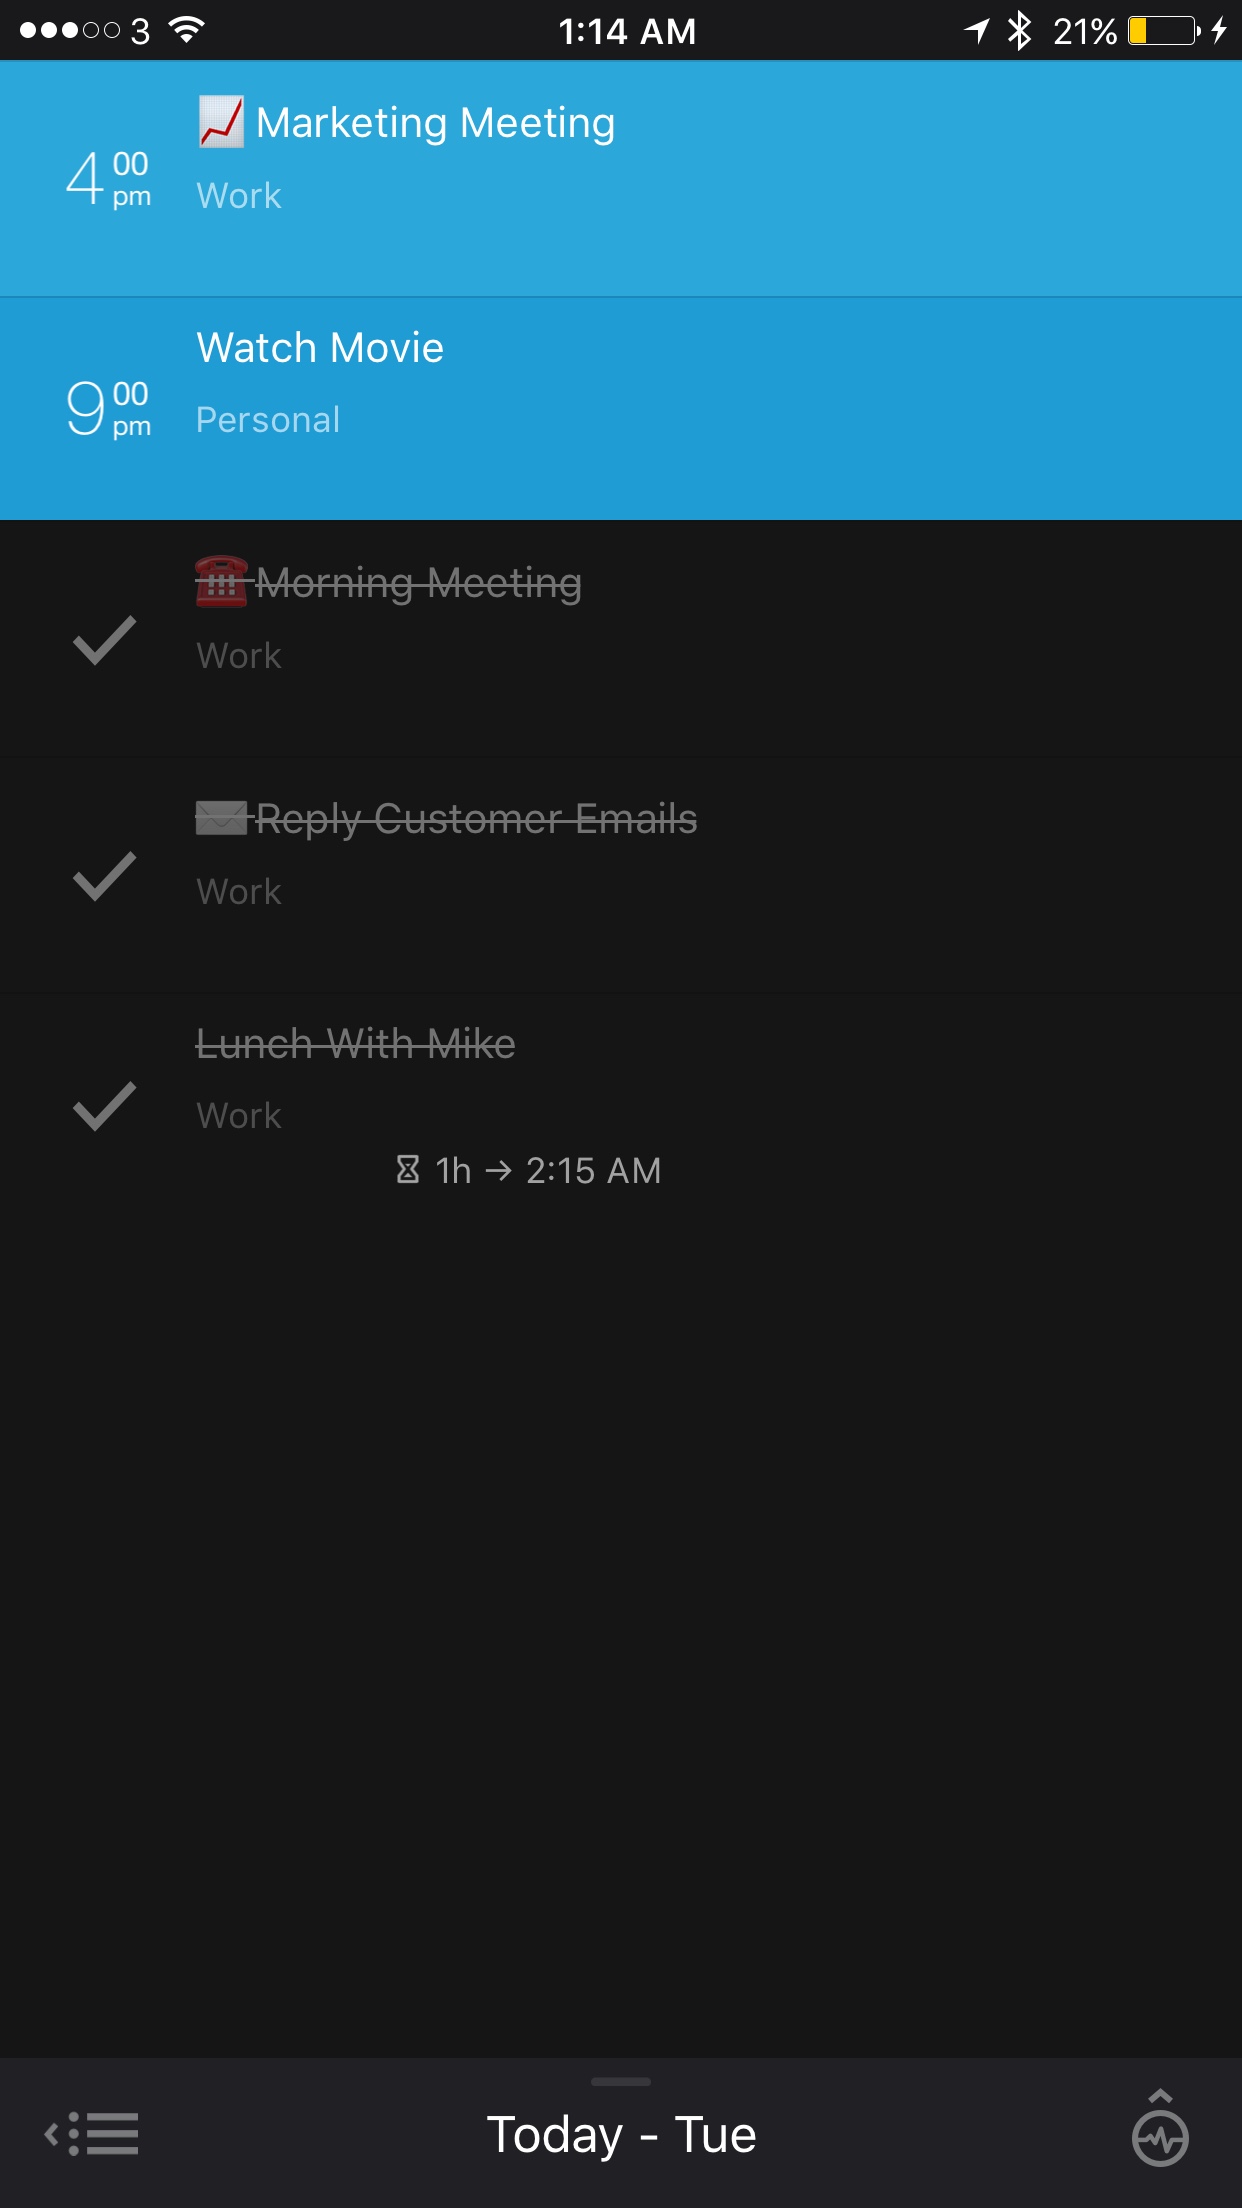 3 1:14 AM 21%
Marketing Meeting
4 00 pm
Work
Watch Movie
9 00 pm
Personal
Morning Meeting
Work
Reply Customer Emails
Work
Lunch With Mike
Work
1h → 2:15 AM
Today - Tue